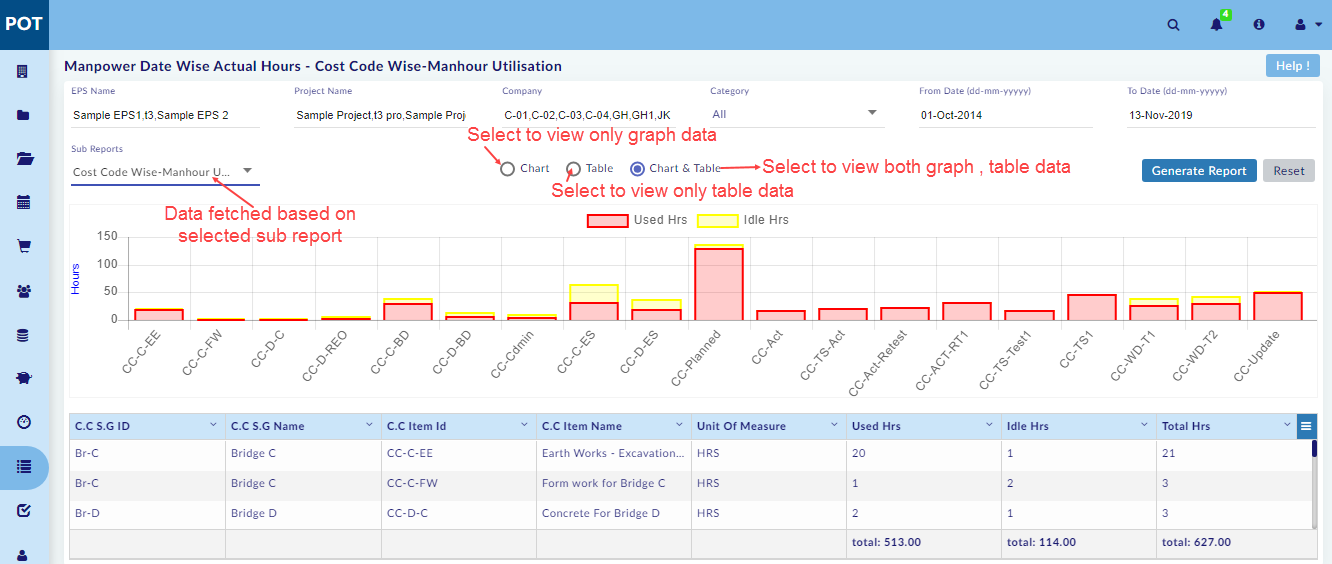 POT
4
Manpower Date Wise Actual Hours - Cost Code Wise-Manhour Utilisation
Help !
EPS Name
Project Name
Company
Category
From Date (dd-mm-yyyyy)
To Date (dd-mm-yyyyy)
Sample EPS1,t3,Sample EPS 2
Sample Project,t3 pro,Sample Proj
C-01,C-02,C-03,C-04,GH,GH1,JK
All
01-Oct-2014
13-Nov-2019
Select to view only graph data
Sub Reports
Cost Code Wise-Manhour U...
Chart
Table
Chart & Table
Select to view both graph , table data
Generate Report
Reset
Select to view only table data
Data fetched based on
selected sub report
Used Hrs
Idle Hrs
Hours
150
100
50
0
CC-C-EE
CC-C-FW
CC-D-C
CC-D-REO
CC-C-BD
CC-D-BD
CC-Cdmin
CC-C-ES
CC-D-ES
CC-Planned
CC-Act
CC-TS-Act
CC-Act-Retest
CC-ACT-RT1
CC-TS-Test1
CC-TS1
CC-WD-T1
CC-WD-T2
CC-Update
C.C S.G ID
C.C S.G Name
C.C Item Id
C.C Item Name
Unit Of Measure
Used Hrs
Idle Hrs
Total Hrs
Br-C
Bridge C
CC-C-EE
Earth Works - Excavation...
HRS
20
1
21
Br-C
Bridge C
CC-C-FW
Form work for Bridge C
HRS
1
2
3
Br-D
Bridge D
CC-D-C
Concrete For Bridge D
HRS
2
1
3
total: 513.00
total: 114.00
total: 627.00